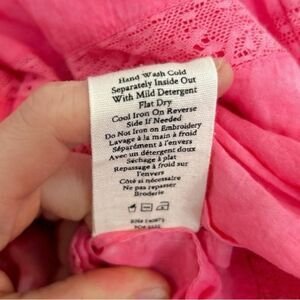 Hand Wash Cold
Separately Inside Out
With Mild Detergent
Flat Dry
Cool Iron On Reverse
Side If Needed
Do Not Iron on Embroidery
Lavage à la main à froid
Séparément à l'envers
Avec un détergent doux
Séchage à plat
Repassage à froid sur
l'envers
Côté si nécessaire
Ne pas repasser
Broderie